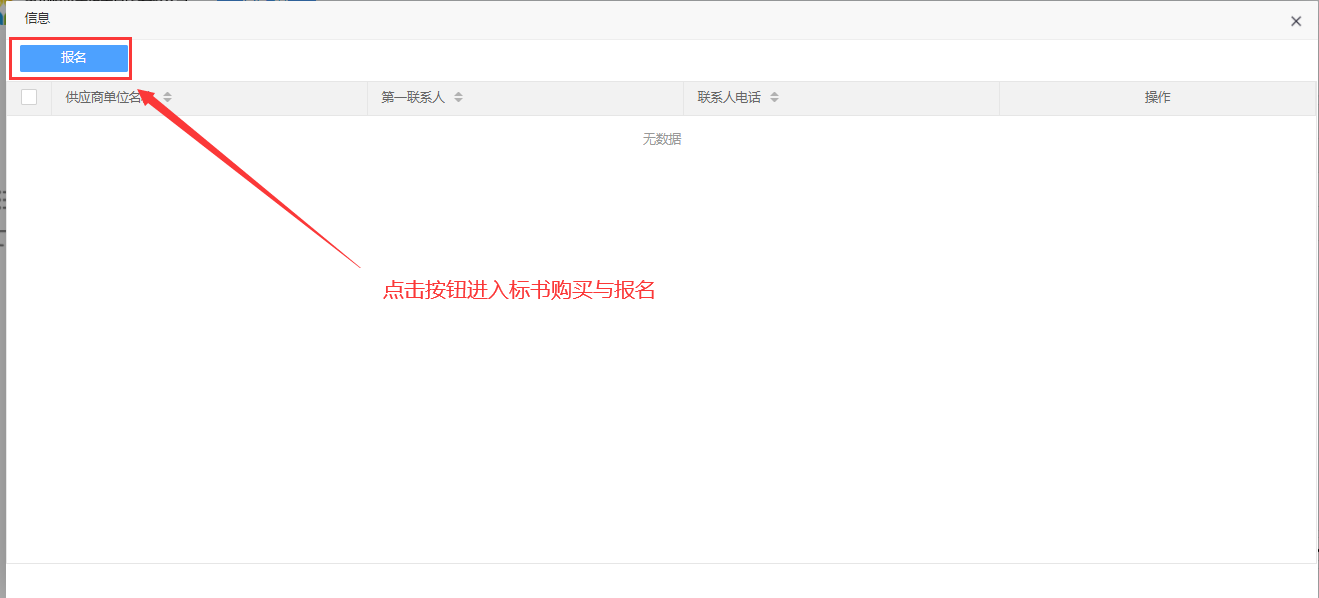 信息
报名
供应商单位名
第一联系人
联系人电话
操作
无数据
点击按钮进入标书购买与报名